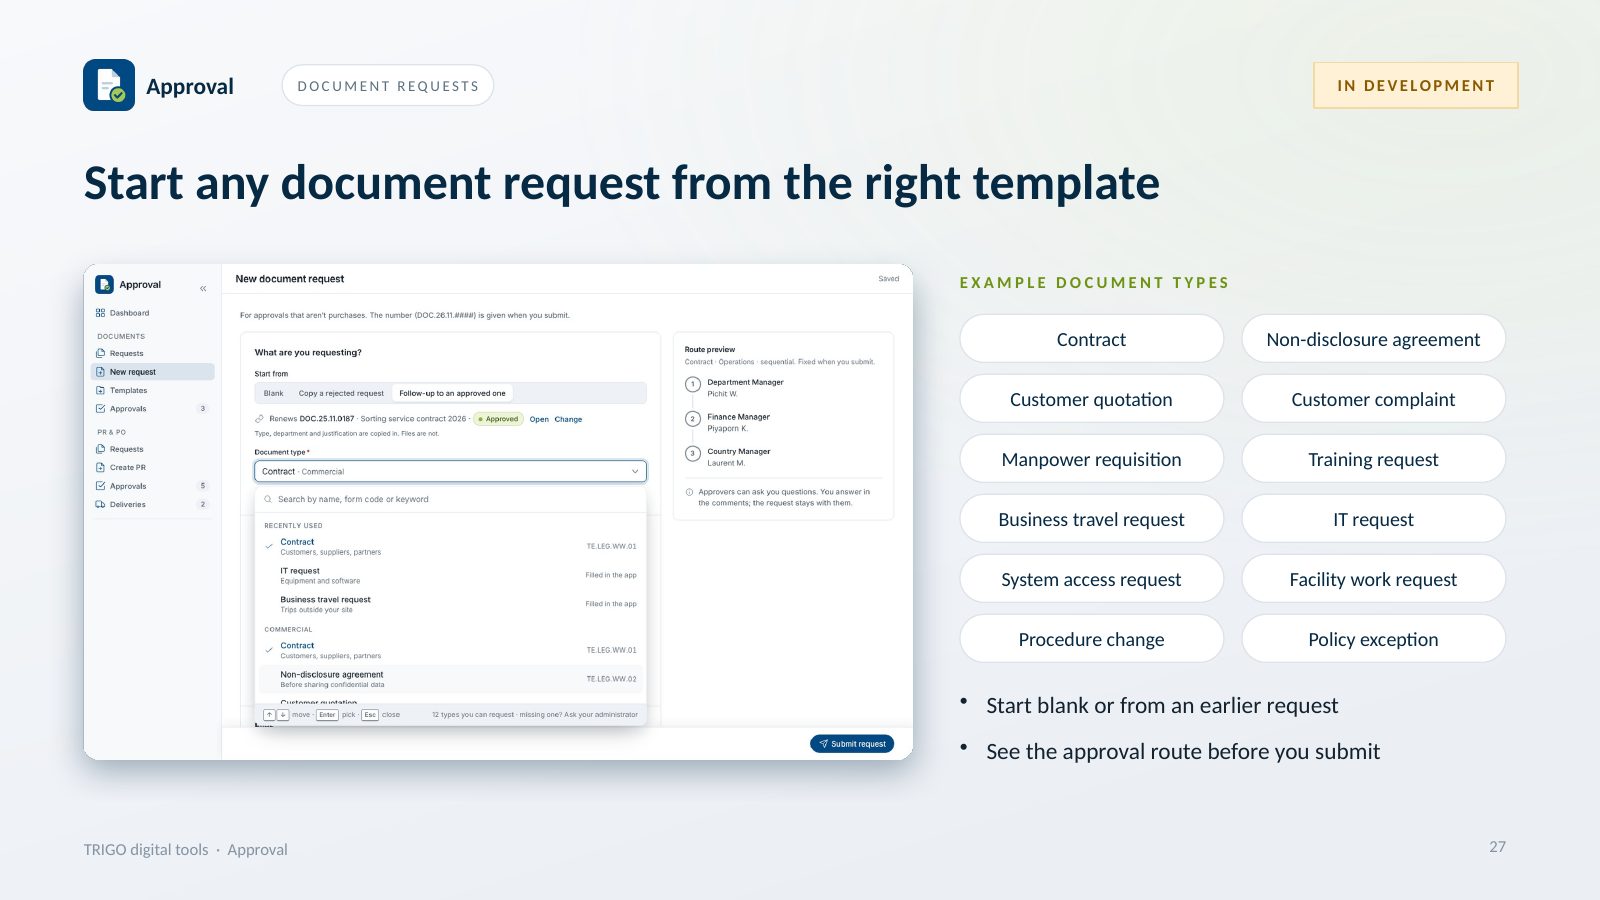 Approval
DOCUMENT REQUESTS
IN DEVELOPMENT
Start any document request from the right template
Approval
Dashboard
DOCUMENTS
Requests
New request
Templates
Approvals 3
PR & PO
Requests
Create PR
Approvals 5
Deliveries 2
New document request
Saved
For approvals that aren't purchases. The number (DOC.26.11.####) is given when you submit.
What are you requesting?
Start from
Blank Copy a rejected request Follow-up to an approved one
Renews DOC.25.11.0187 · Sorting service contract 2026 · Approved Open Change
Type, department and justification are copied in. Files are not.
Document type *
Contract · Commercial
Search by name, form code or keyword
RECENTLY USED
Contract
Customers, suppliers, partners
TE.LEG.WW.01
IT request
Equipment and software
Filled in the app
Business travel request
Trips outside your site
Filled in the app
COMMERCIAL
Contract
Customers, suppliers, partners
TE.LEG.WW.01
Non-disclosure agreement
Before sharing confidential data
TE.LEG.WW.02
Customer quotation
↑ ↓ move · Enter pick · Esc close
12 types you can request · missing one? Ask your administrator
Route preview
Contract · Operations · sequential. Fixed when you submit.
1 Department Manager
Pichit W.
2 Finance Manager
Piyaporn K.
3 Country Manager
Laurent M.
Approvers can ask you questions. You answer in
the comments; the request stays with them.
Submit request
EXAMPLE DOCUMENT TYPES
Contract
Non-disclosure agreement
Customer quotation
Customer complaint
Manpower requisition
Training request
Business travel request
IT request
System access request
Facility work request
Procedure change
Policy exception
• Start blank or from an earlier request
• See the approval route before you submit
TRIGO digital tools · Approval
27